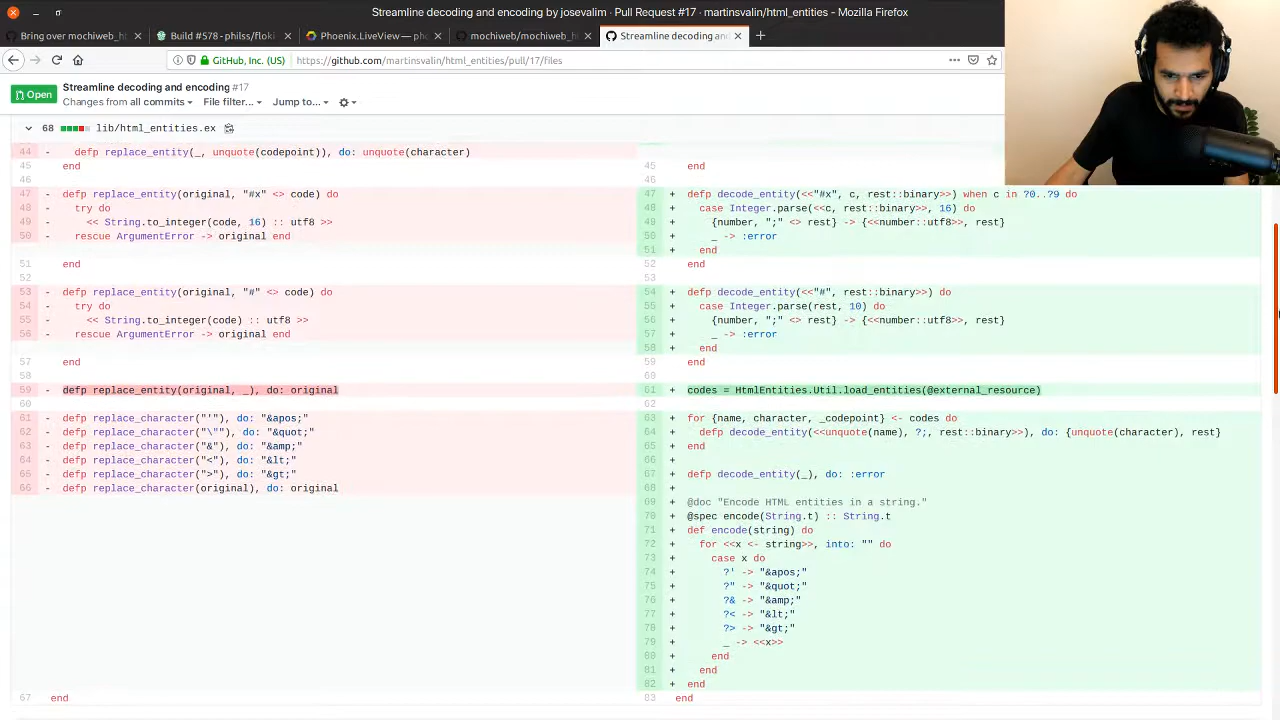 Streamline decoding and encoding by josevalim · Pull Request #17 · martinsvalin/html_entities - Mozilla Firefox
Bring over mochiweb_h
Build #578 - philss/floki
Phoenix.LiveView — pho
mochiweb/mochiweb_h
Streamline decoding and
GitHub, Inc. (US)
https://github.com/martinsvalin/html_entities/pull/17/files
Open
Streamline decoding and encoding #17
Changes from all commits
File filter...
Jump to...
68 lib/html_entities.ex
44 - defp replace_entity(_, unquote(codepoint)), do: unquote(character)
45 end
46
47 - defp replace_entity(original, "#x" <> code) do
48 - try do
49 - << String.to_integer(code, 16) :: utf8 >>
50 - rescue ArgumentError -> original end
51 end
52
53 - defp replace_entity(original, "#" <> code) do
54 - try do
55 - << String.to_integer(code) :: utf8 >>
56 - rescue ArgumentError -> original end
57 end
58
59 - defp replace_entity(original, _), do: original
60
61 - defp replace_character("'"), do: "&apos;"
62 - defp replace_character("\""), do: "&quot;"
63 - defp replace_character("&"), do: "&amp;"
64 - defp replace_character("<"), do: "&lt;"
65 - defp replace_character(">"), do: "&gt;"
66 - defp replace_character(original), do: original
67 end
45 end
46
47 + defp decode_entity(<<"#x", c, rest::binary>>) when c in ?0..?9 do
48 + case Integer.parse(<<c, rest::binary>>, 16) do
49 + {number, ";" <> rest} -> {<<number::utf8>>, rest}
50 + _ -> :error
51 + end
52 end
53
54 + defp decode_entity(<<"#", rest::binary>>) do
55 + case Integer.parse(rest, 10) do
56 + {number, ";" <> rest} -> {<<number::utf8>>, rest}
57 + _ -> :error
58 + end
59 end
60
61 + codes = HtmlEntities.Util.load_entities(@external_resource)
62
63 + for {name, character, _codepoint} <- codes do
64 + defp decode_entity(<<unquote(name), ?;, rest::binary>>), do: {unquote(character), rest}
65 + end
66 +
67 + defp decode_entity(_), do: :error
68 +
69 + @doc "Encode HTML entities in a string."
70 + @spec encode(String.t) :: String.t
71 + def encode(string) do
72 + for <<x <- string>>, into: "" do
73 + case x do
74 + ?' -> "&apos;"
75 + ?" -> "&quot;"
76 + ?& -> "&amp;"
77 + ?< -> "&lt;"
78 + ?> -> "&gt;"
79 + _ -> <<x>>
80 + end
81 + end
82 + end
83 end